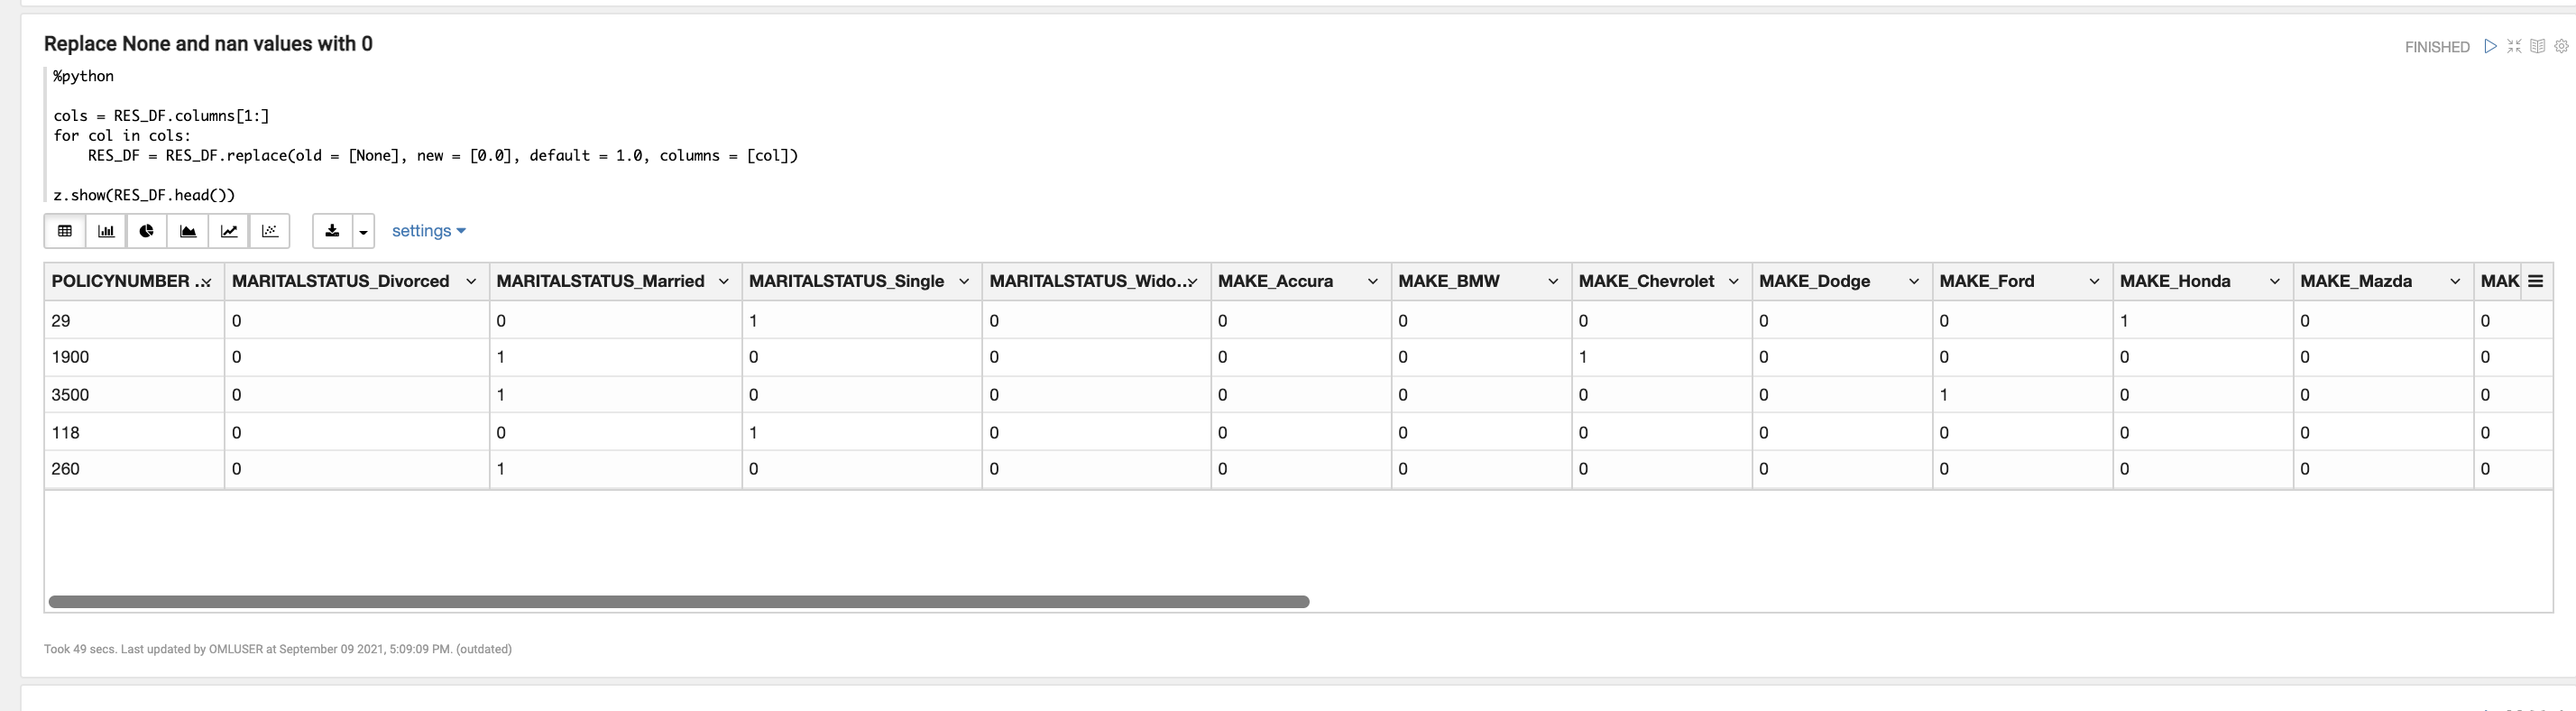 Replace None and nan values with 0
FINISHED
%python
cols = RES_DF.columns[1:]
for col in cols:
    RES_DF = RES_DF.replace(old = [None], new = [0.0], default = 1.0, columns = [col])
z.show(RES_DF.head())
settings
POLICYNUMBER ... MARITALSTATUS_Divorced MARITALSTATUS_Married MARITALSTATUS_Single MARITALSTATUS_Wido... MAKE_Accura MAKE_BMW MAKE_Chevrolet MAKE_Dodge MAKE_Ford MAKE_Honda MAKE_Mazda MAK
29 0 0 1 0 0 0 0 0 0 1 0 0
1900 0 1 0 0 0 0 1 0 0 0 0 0
3500 0 1 0 0 0 0 0 0 1 0 0 0
118 0 0 1 0 0 0 0 0 0 0 0 0
260 0 1 0 0 0 0 0 0 0 0 0 0
Took 49 secs. Last updated by OMLUSER at September 09 2021, 5:09:09 PM. (outdated)